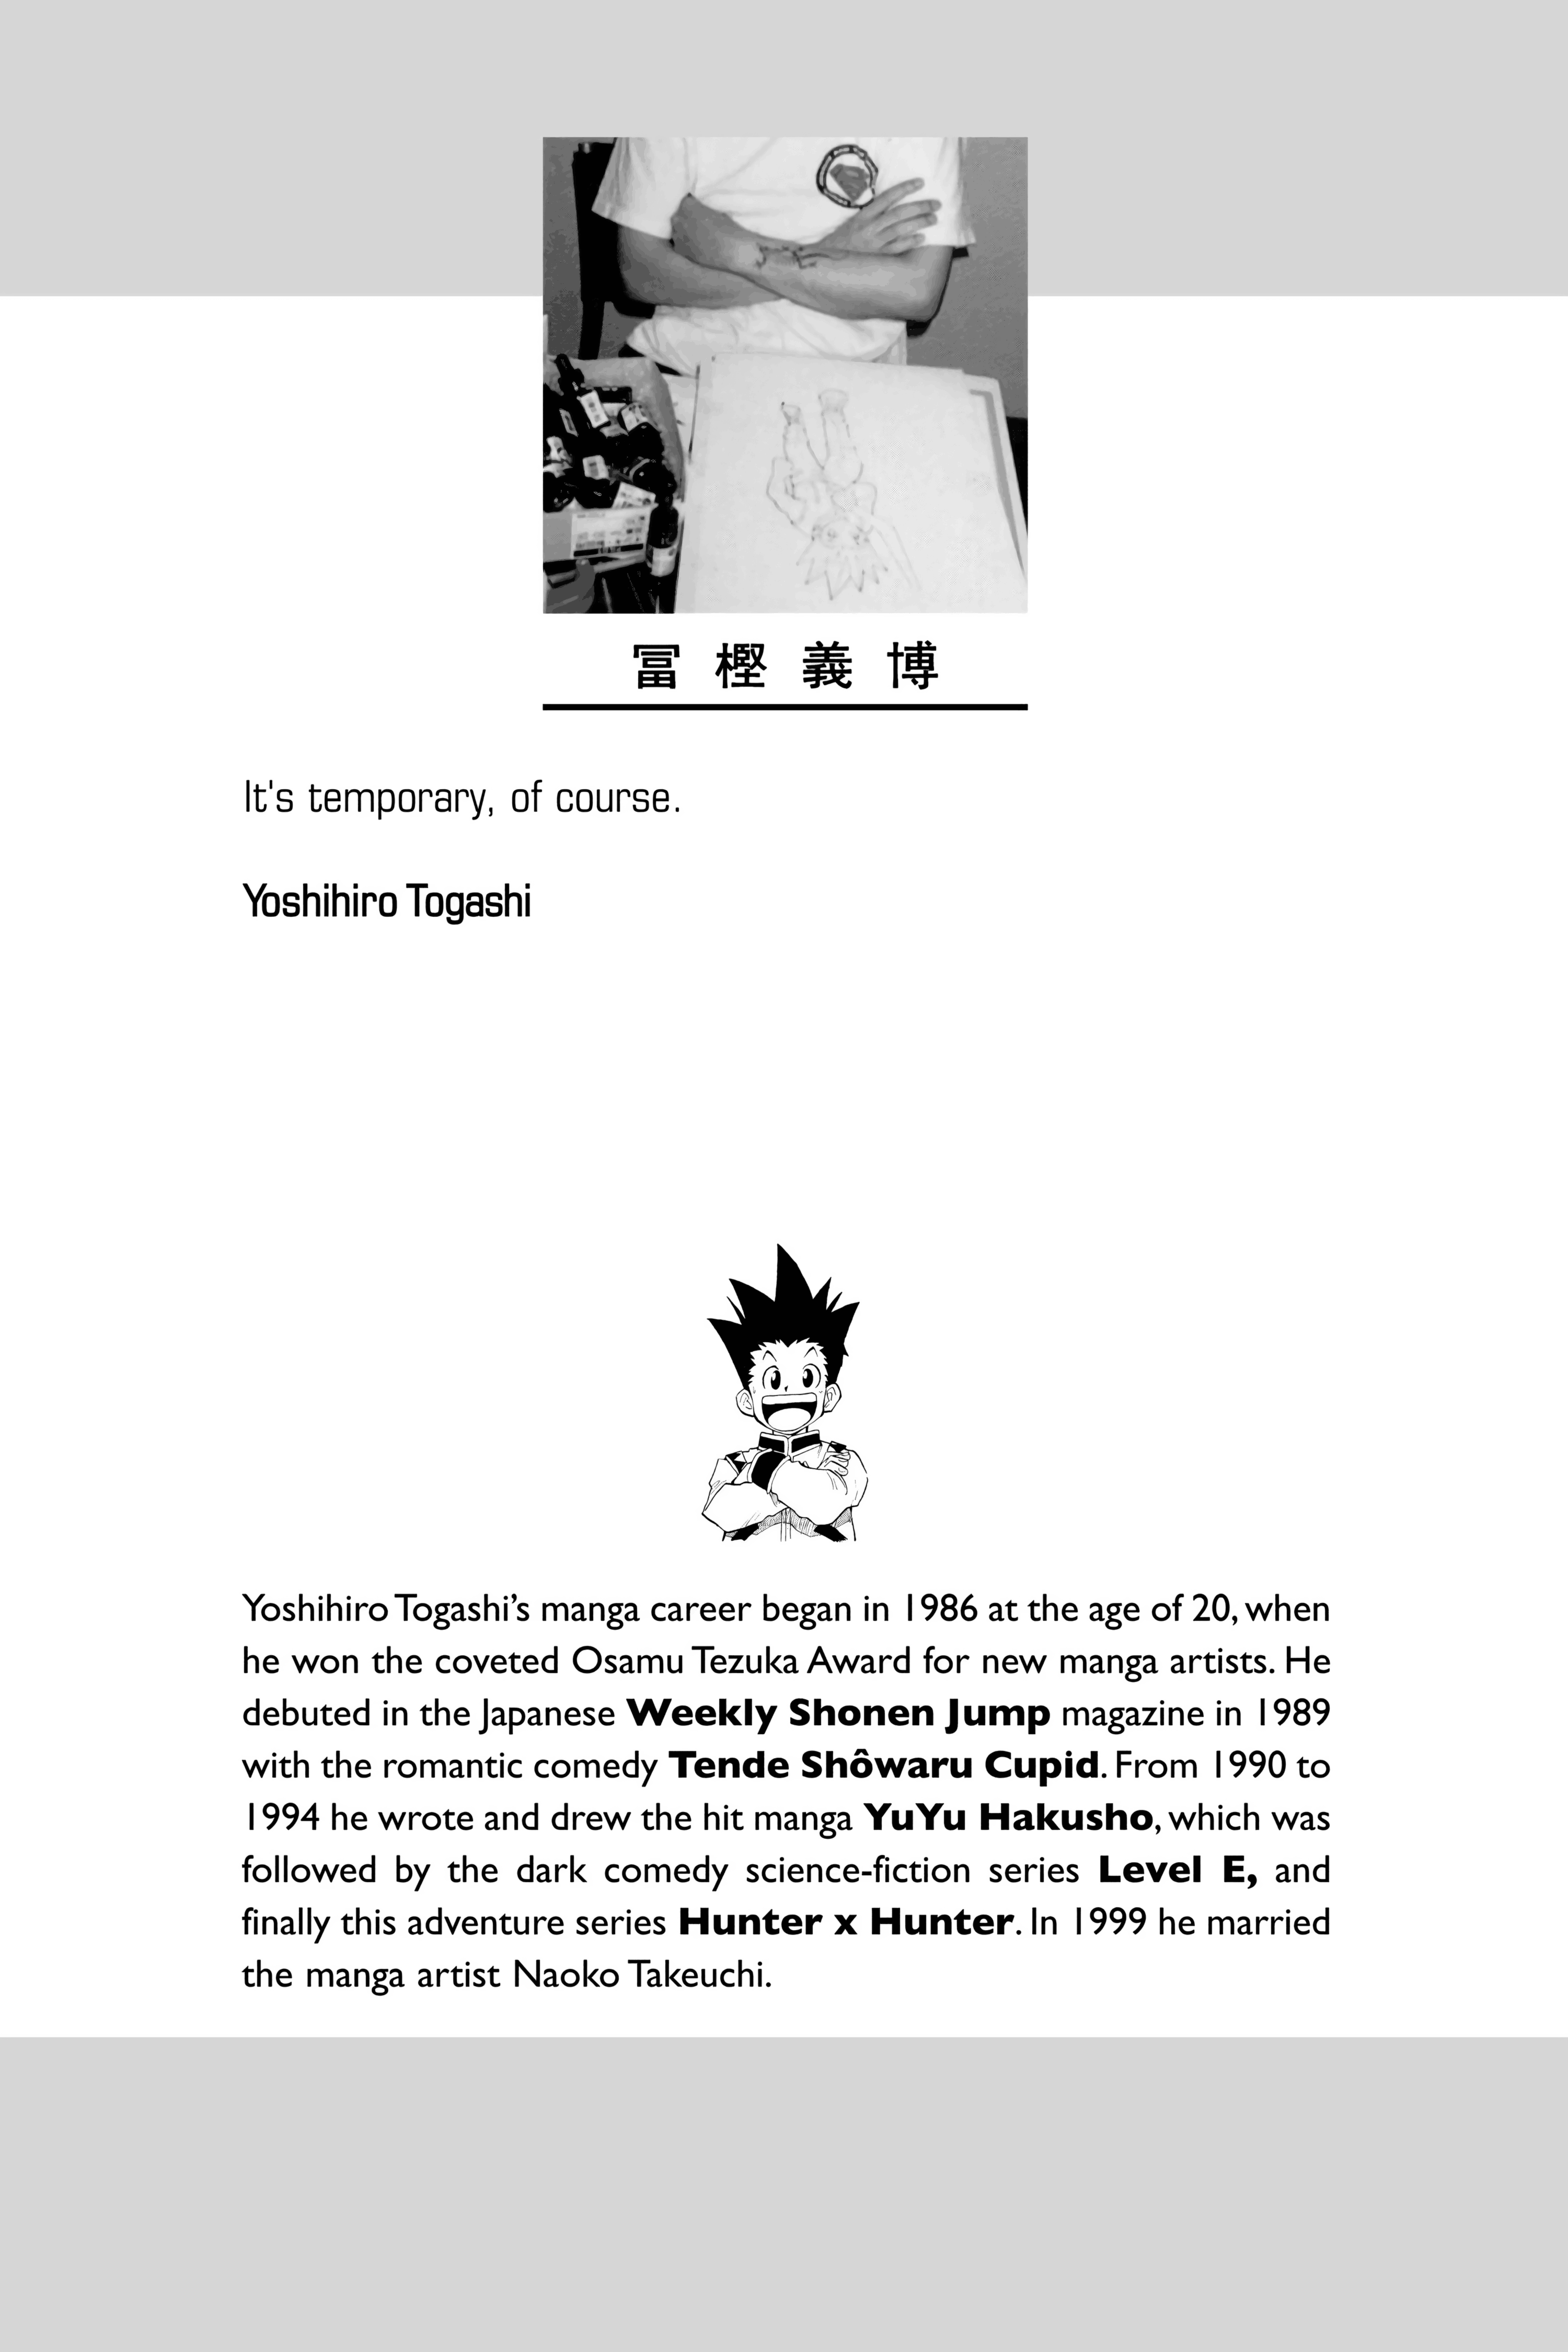 冨樫義博
It's temporary, of course.
Yoshihiro Togashi
Yoshihiro Togashi’s manga career began in 1986 at the age of 20, when
he won the coveted Osamu Tezuka Award for new manga artists. He
debuted in the Japanese Weekly Shonen Jump magazine in 1989
with the romantic comedy Tende Shôwaru Cupid. From 1990 to
1994 he wrote and drew the hit manga YuYu Hakusho, which was
followed by the dark comedy science-fiction series Level E, and
finally this adventure series Hunter x Hunter. In 1999 he married
the manga artist Naoko Takeuchi.